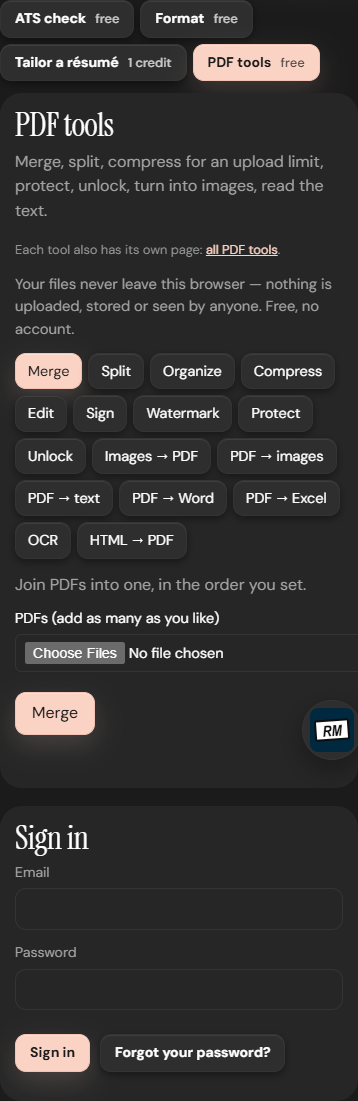 ATS check free Format free
Tailor a résumé 1 credit PDF tools free
PDF tools
Merge, split, compress for an upload limit,
protect, unlock, turn into images, read the
text.
Each tool also has its own page: all PDF tools.
Your files never leave this browser — nothing is
uploaded, stored or seen by anyone. Free, no
account.
Merge Split Organize Compress
Edit Sign Watermark Protect
Unlock Images → PDF PDF → images
PDF → text PDF → Word PDF → Excel
OCR HTML → PDF
Join PDFs into one, in the order you set.
PDFs (add as many as you like)
Choose Files No file chosen
Merge
RM
Sign in
Email
Password
Sign in Forgot your password?